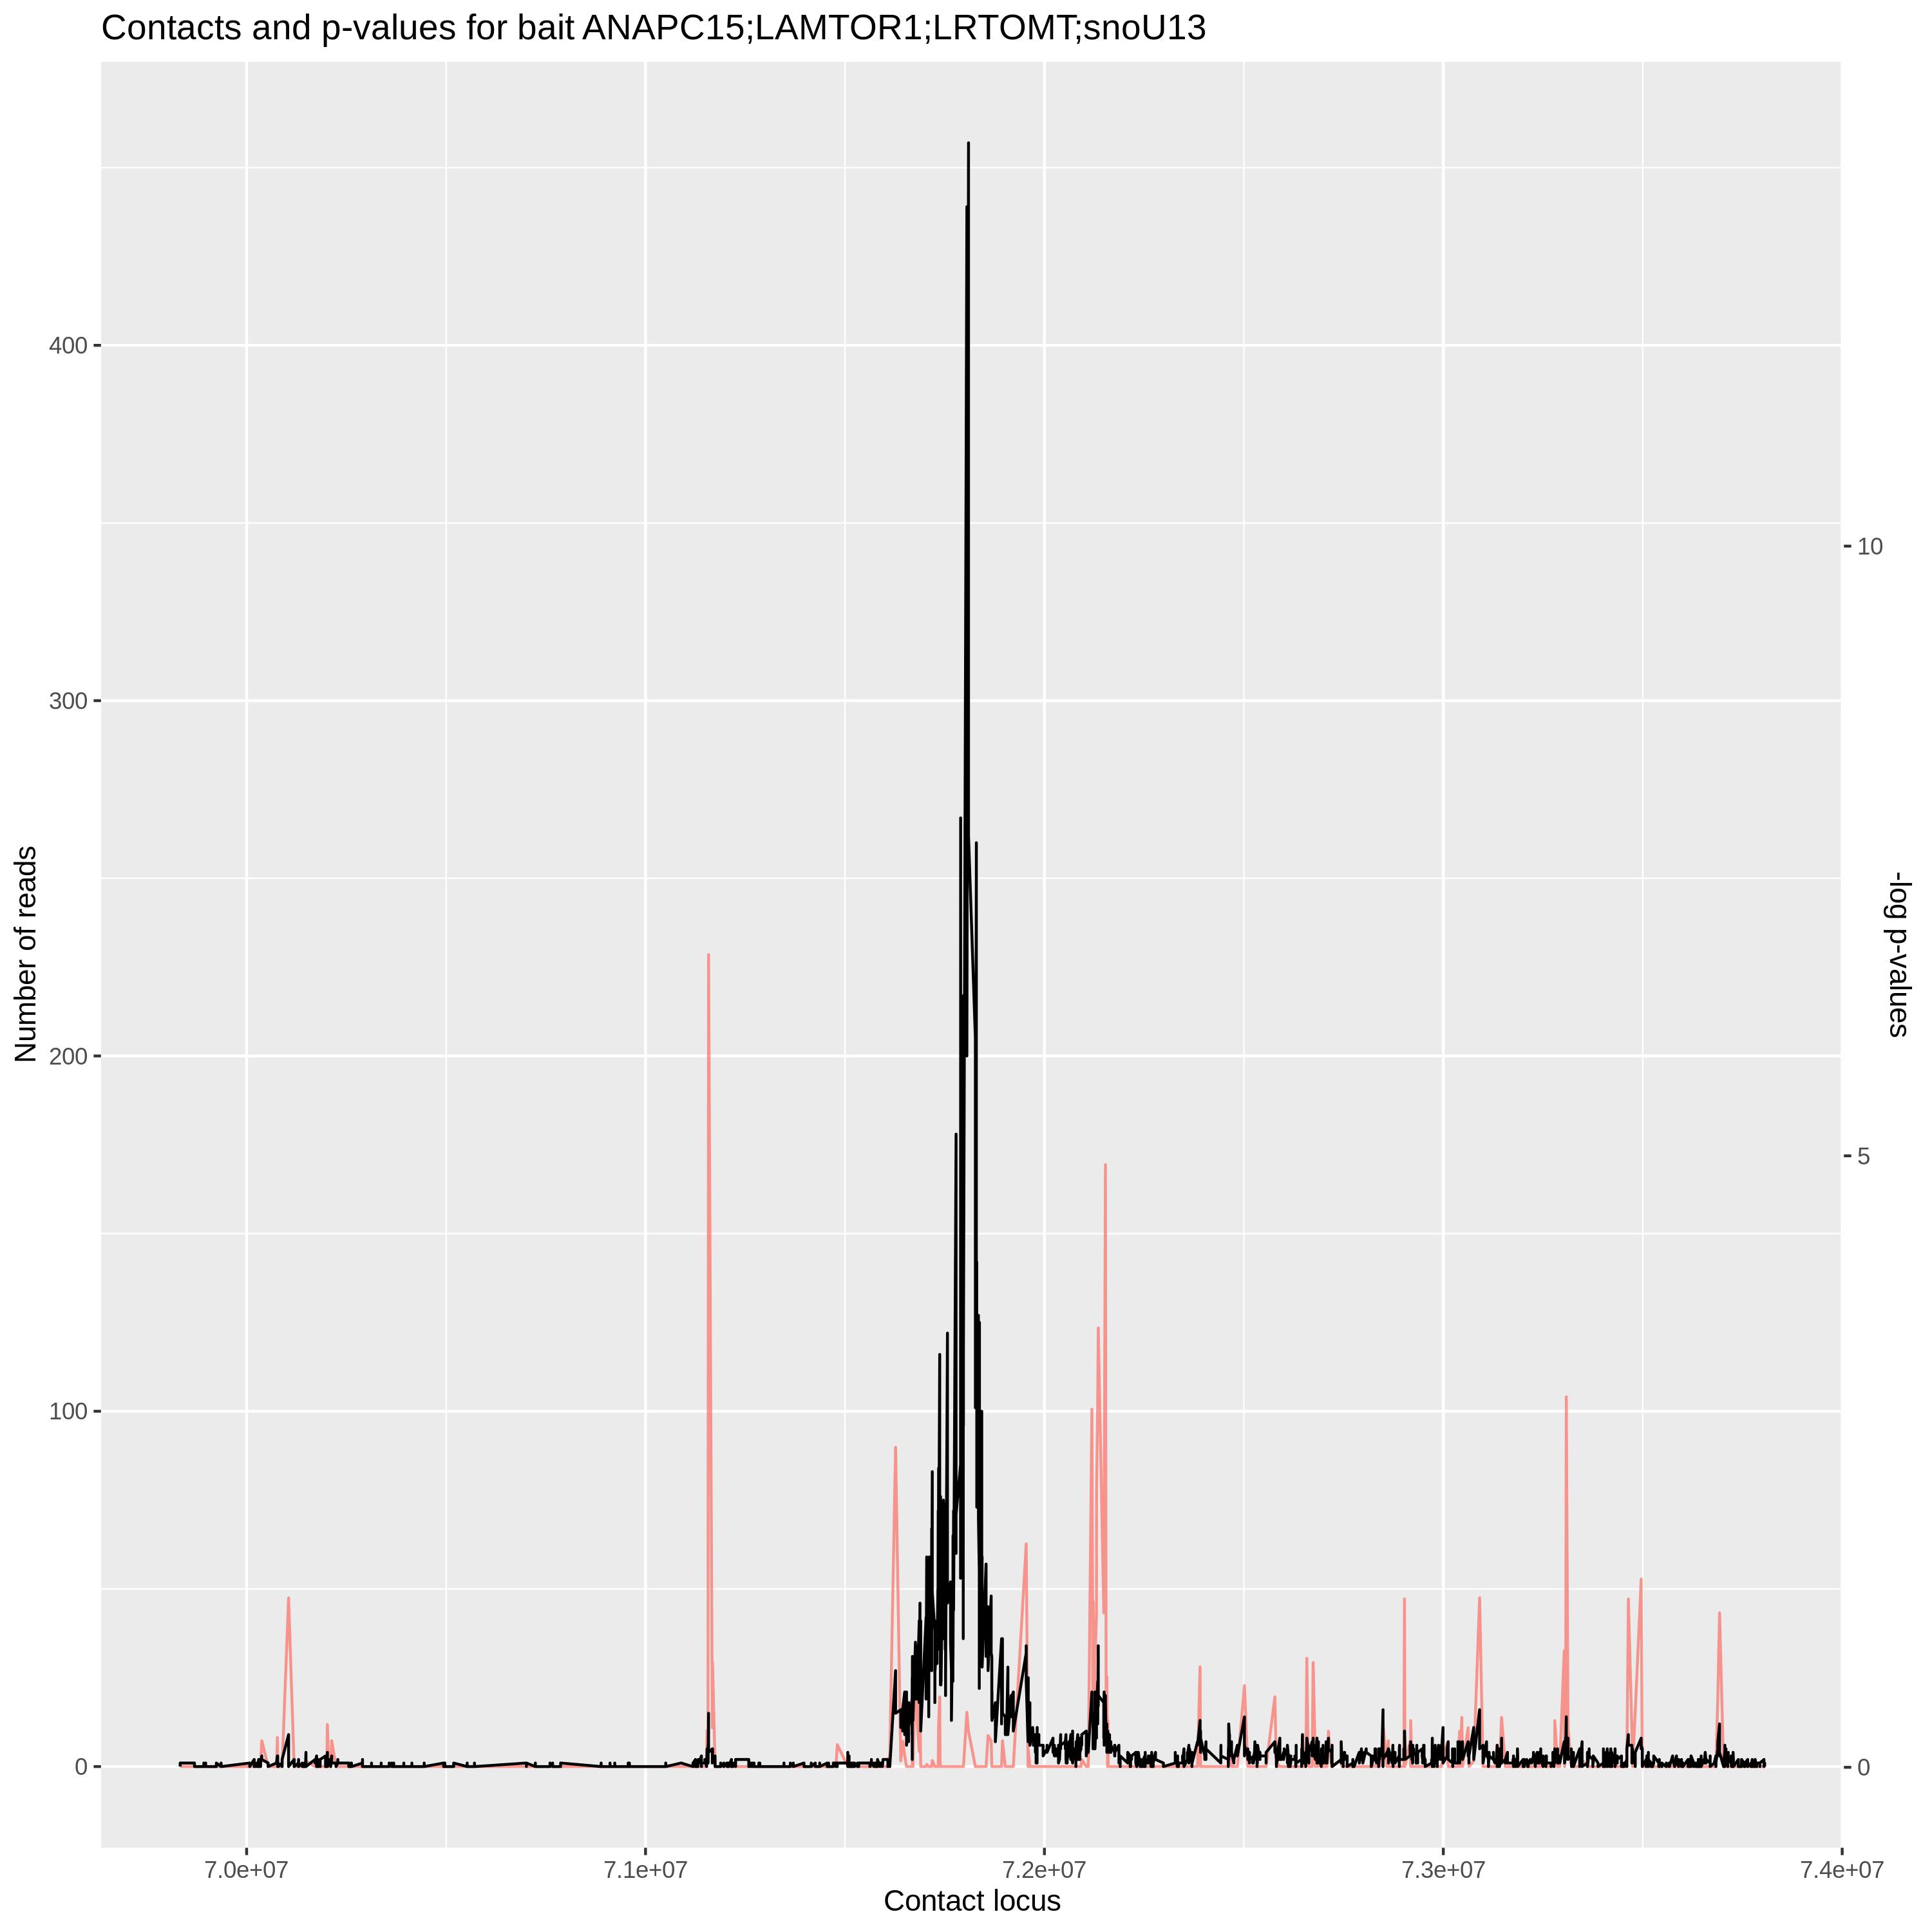 Contacts and p-values for bait ANAPC15;LAMTOR1;LRTOMT;snoU13
Number of reads
400
300
200
100
0
10
5
0
-log p-values
7.0e+07 7.1e+07 7.2e+07 7.3e+07 7.4e+07
Contact locus